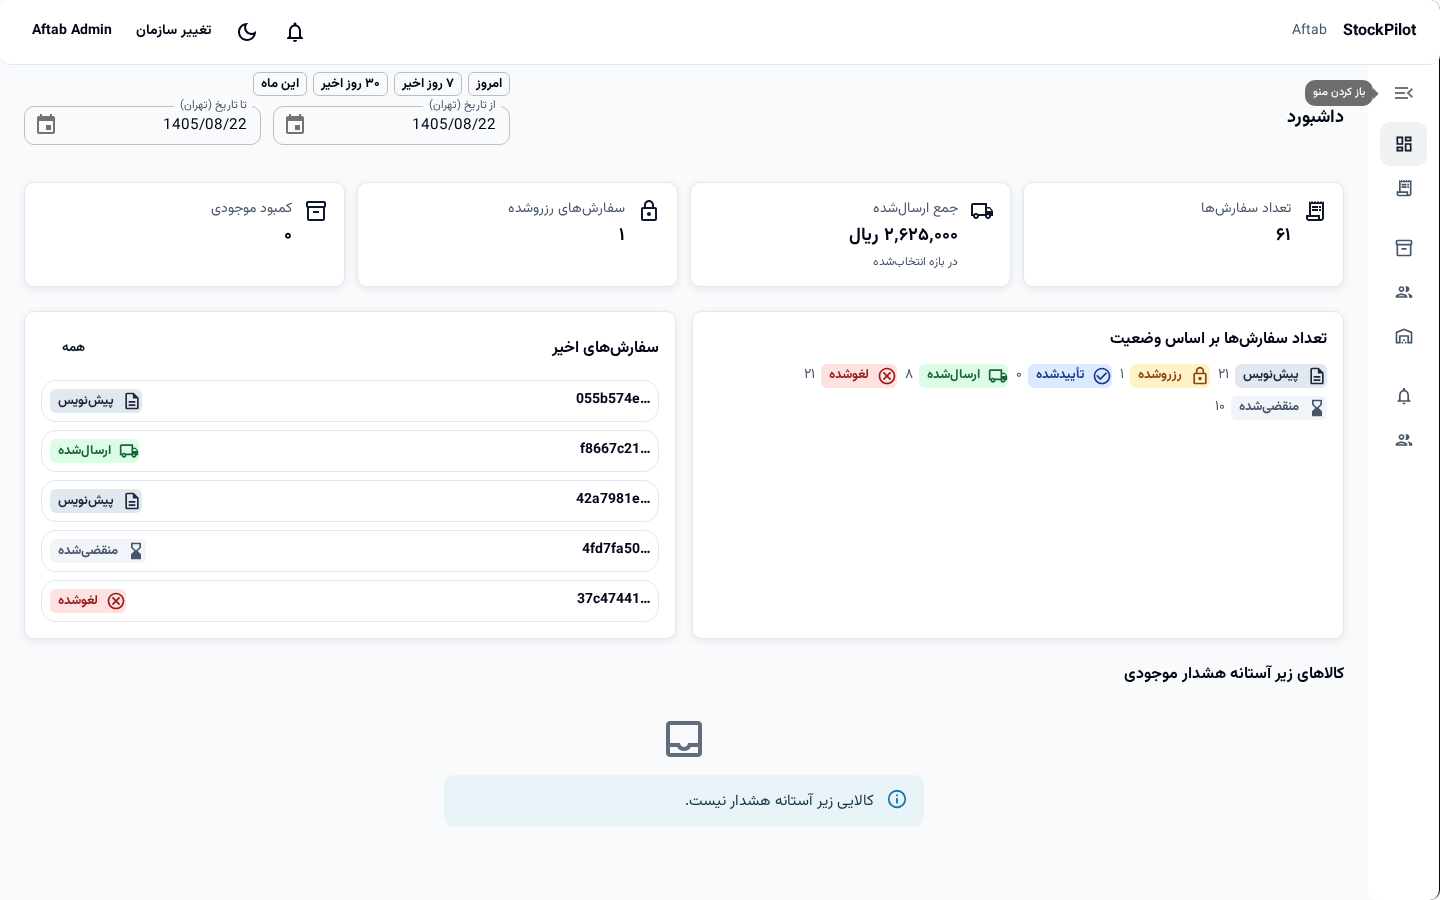 StockPilot
Aftab
تغییر سازمان
Aftab Admin
باز کردن منو
داشبورد
امروز
۷ روز اخیر
۳۰ روز اخیر
این ماه
از تاریخ (تهران)
1405/08/22
تا تاریخ (تهران)
1405/08/22
تعداد سفارش‌ها
۶۱
جمع ارسال‌شده
۲,۶۲۵,۰۰۰ ریال
در بازه انتخاب‌شده
سفارش‌های رزروشده
۱
کمبود موجودی
۰
تعداد سفارش‌ها بر اساس وضعیت
پیش‌نویس ۲۱ رزروشده ۱ تأییدشده ۰ ارسال‌شده ۸ لغوشده ۲۱
منقضی‌شده ۱۰
سفارش‌های اخیر
همه
055b574e…
پیش‌نویس
f8667c21…
ارسال‌شده
42a7981e…
پیش‌نویس
4fd7fa50…
منقضی‌شده
37c47441…
لغوشده
کالاهای زیر آستانه هشدار موجودی
کالایی زیر آستانه هشدار نیست.